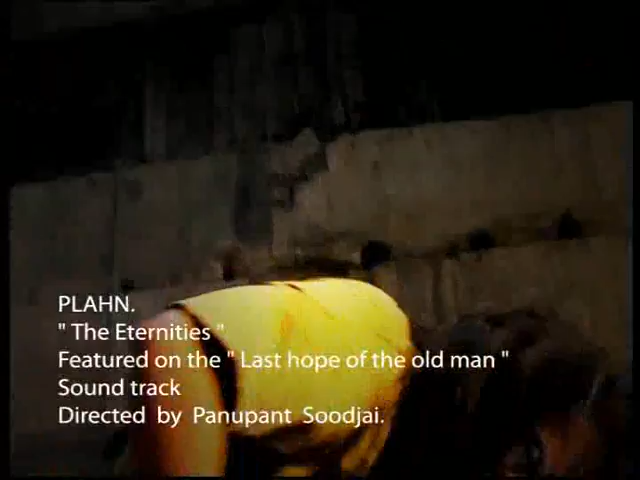 PLAHN.
" The Eternities "
Featured on the " Last hope of the old man "
Sound track
Directed by Panupant Soodjai.